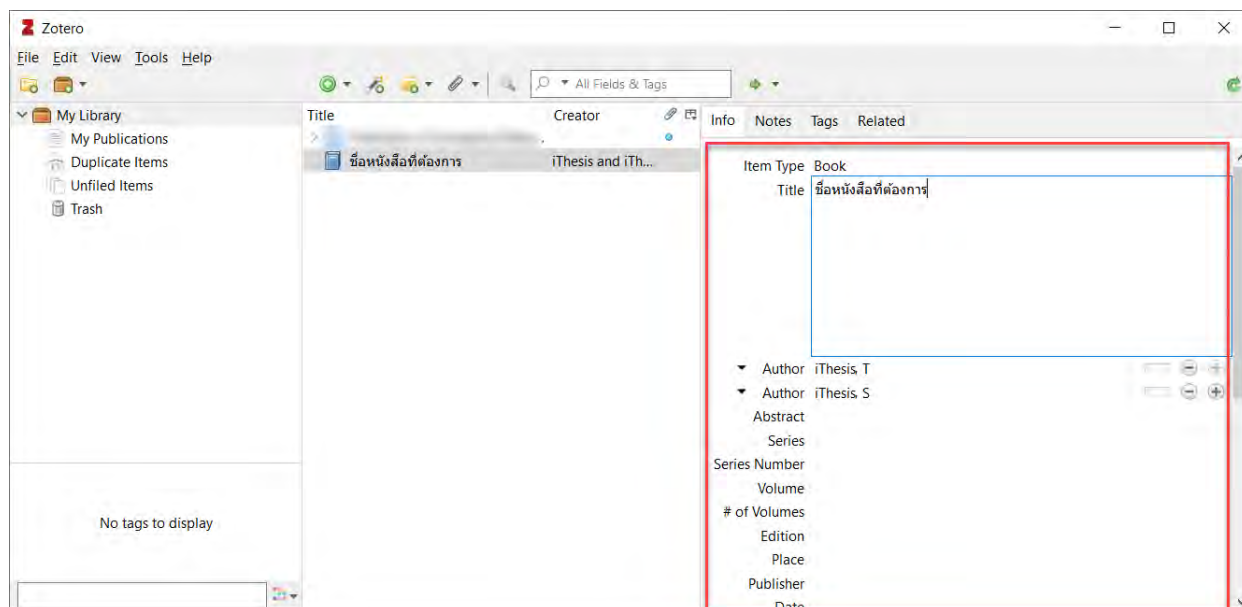 Zotero
File Edit View Tools Help
All Fields & Tags
My Library
My Publications
Duplicate Items
Unfiled Items
Trash
No tags to display
Title Creator
,
ชื่อหนังสือที่ต้องการ iThesis and iTh...
Info Notes Tags Related
Item Type Book
Title ชื่อหนังสือที่ต้องการ
Author iThesis, T
Author iThesis, S
Abstract
Series
Series Number
Volume
# of Volumes
Edition
Place
Publisher
Date